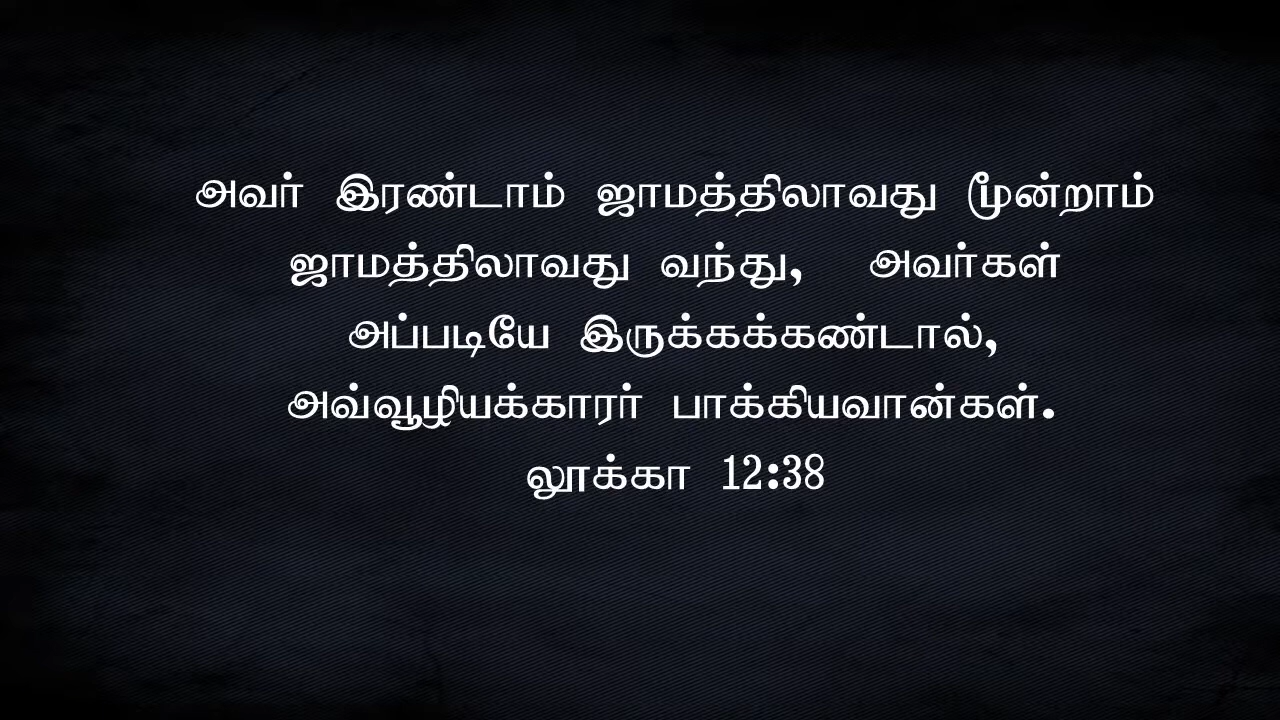 அவர் இரண்டாம் ஜாமத்திலாவது மூன்றாம்
ஜாமத்திலாவது வந்து, அவர்கள்
அப்படியே இருக்கக்கண்டால்,
அவ்வூழியக்காரர் பாக்கியவான்கள்.
லூக்கா 12:38